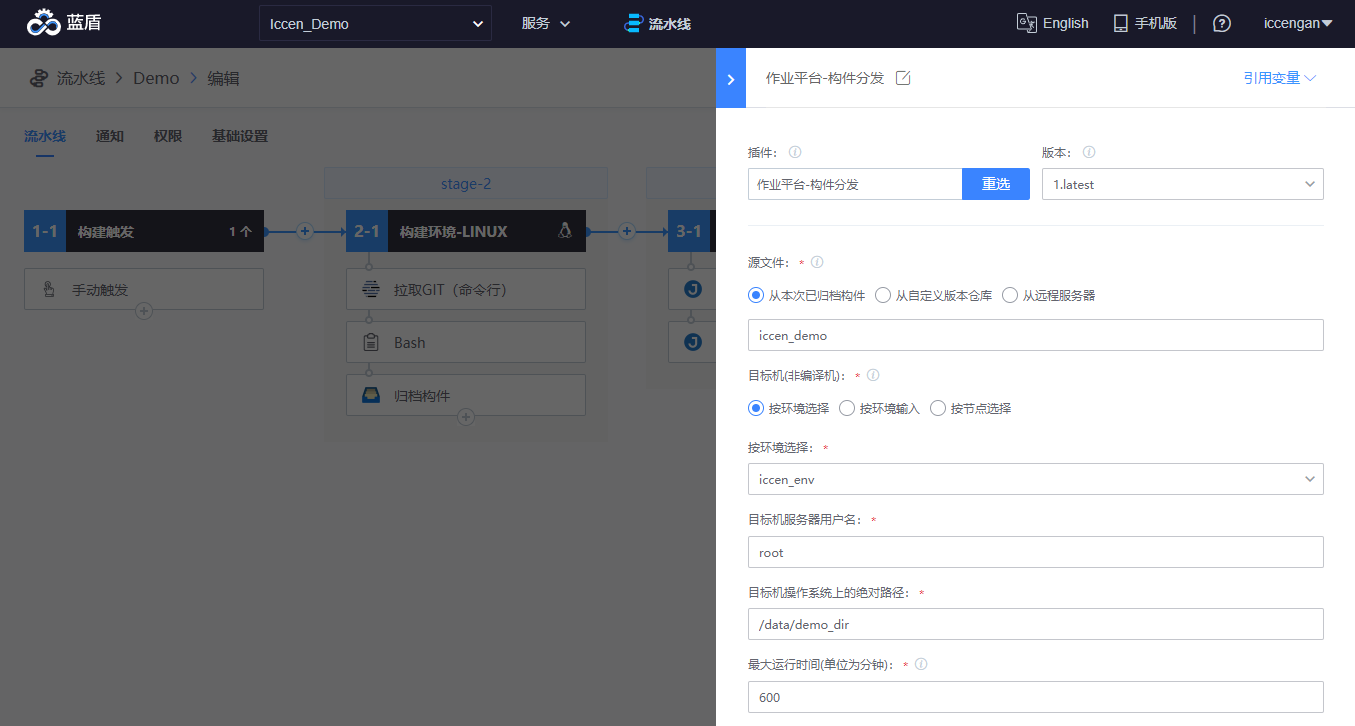 蓝盾 Iccen_Demo 服务 流水线 English 手机版 iccengan
流水线 Demo 编辑
流水线 通知 权限 基础设置
stage-2
1-1 构建触发 1 个
2-1 构建环境-LINUX
3-1
手动触发
拉取GIT（命令行）
J
Bash
J
归档构件
作业平台-构件分发 引用变量
插件: 版本:
作业平台-构件分发 重选 1.latest
源文件: *
从本次已归档构件 从自定义版本仓库 从远程服务器
iccen_demo
目标机(非编译机): *
按环境选择 按环境输入 按节点选择
按环境选择: *
iccen_env
目标机服务器用户名: *
root
目标机操作系统上的绝对路径: *
/data/demo_dir
最大运行时间(单位为分钟): *
600